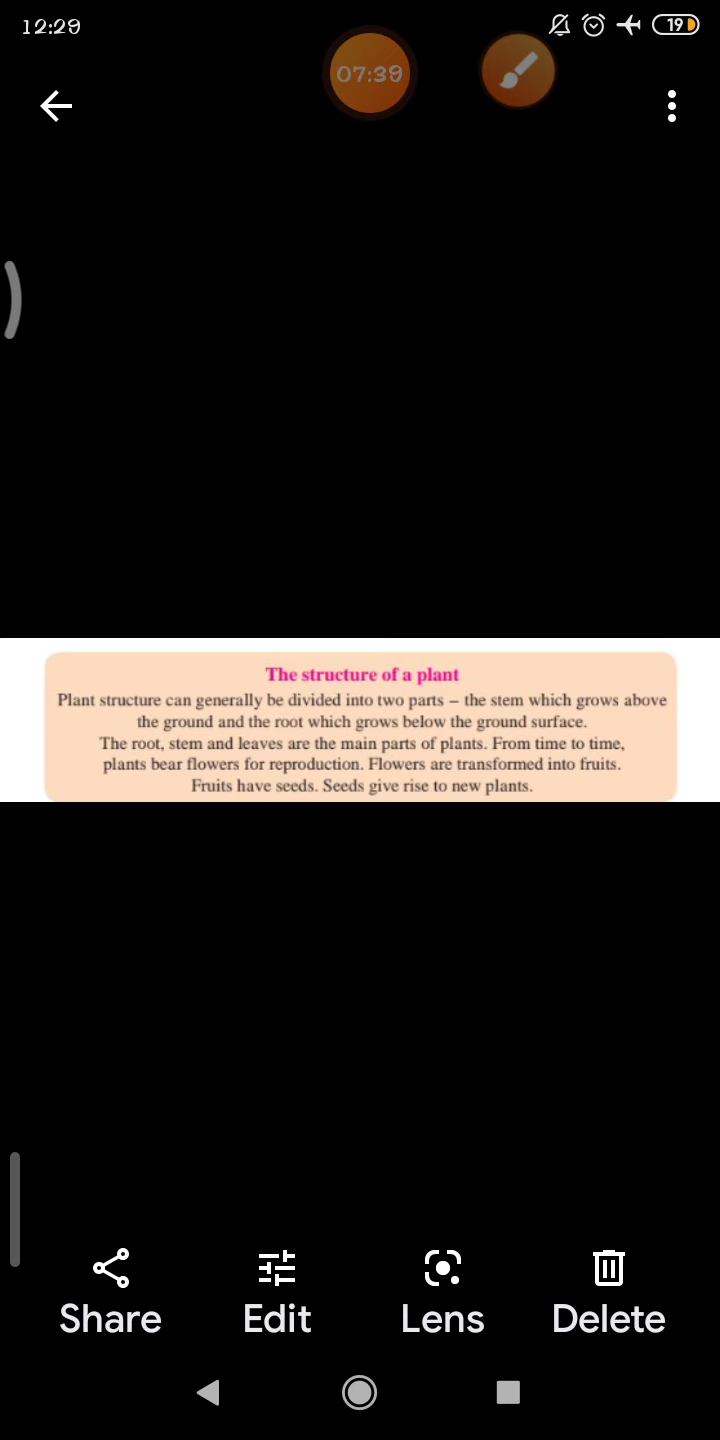 12:29
19
07:39
The structure of a plant
Plant structure can generally be divided into two parts – the stem which grows above
the ground and the root which grows below the ground surface.
The root, stem and leaves are the main parts of plants. From time to time,
plants bear flowers for reproduction. Flowers are transformed into fruits.
Fruits have seeds. Seeds give rise to new plants.
Share Edit Lens Delete